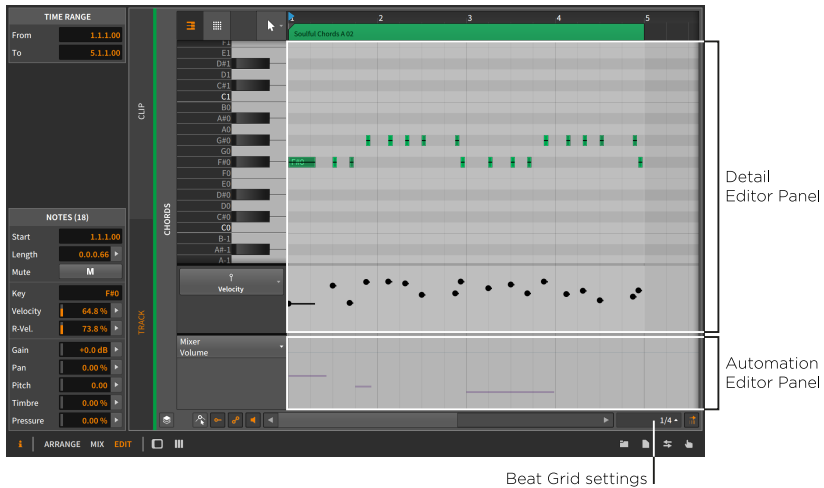 TIME RANGE
From 1.1.1.00
To 5.1.1.00
1 2 3 4 5
Soulful Chords A 02
F1
E1
D#1
D1
C#1
C1
B0
A#0
A0
G#0
G0
F#0
F0
E0
D#0
D0
C#0
C0
B-1
A#-1
A-1
F#0
CLIP
TRACK
CHORDS
NOTES (18)
Start 1.1.1.00
Length 0.0.0.66
Mute M
Key F#0
Velocity 64.8 %
R-Vel. 73.8 %
Gain +0.0 dB
Pan 0.00 %
Pitch 0.00
Timbre 0.00 %
Pressure 0.00 %
Velocity
Mixer
Volume
1/4
i ARRANGE MIX EDIT
Detail
Editor Panel
Automation
Editor Panel
Beat Grid settings